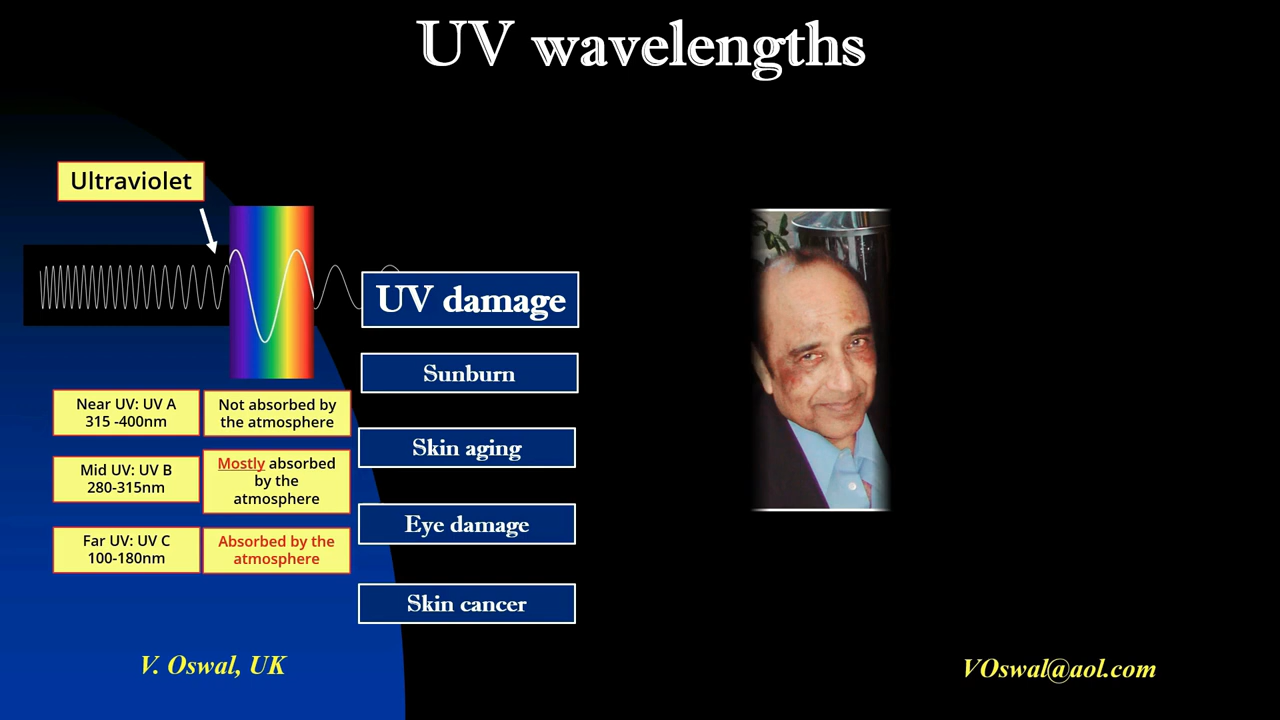 UV wavelengths
Ultraviolet
UV damage
Sunburn
Near UV: UV A
315 -400nm
Not absorbed by
the atmosphere
Skin aging
Mid UV: UV B
280-315nm
Mostly absorbed
by the
atmosphere
Eye damage
Far UV: UV C
100-180nm
Absorbed by the
atmosphere
Skin cancer
V. Oswal, UK
VOswal@aol.com